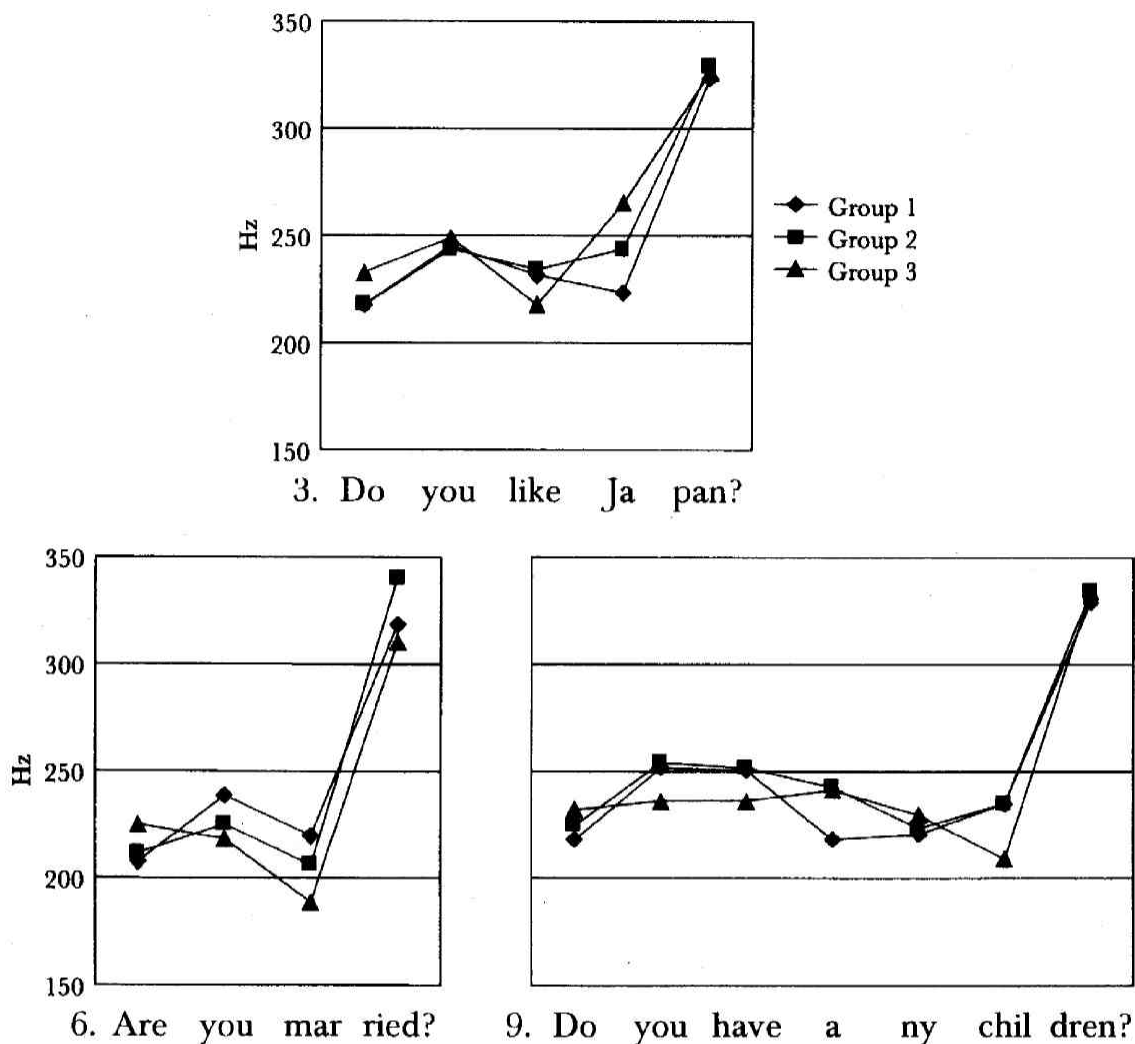 350
300
Hz
250
200
150
Group 1
Group 2
Group 3
3. Do you like Ja pan?
350
300
Hz
250
200
150
6. Are you mar ried?
9. Do you have a ny chil dren?